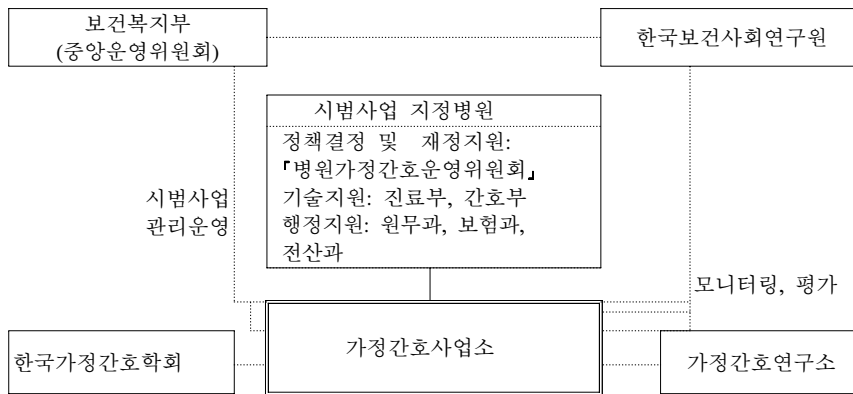 보건복지부
(중앙운영위원회)
한국보건사회연구원
시범사업 지정병원
정책결정 및 재정지원:
『병원가정간호운영위원회』
기술지원: 진료부, 간호부
행정지원: 원무과, 보험과,
전산과
시범사업
관리운영
모니터링, 평가
한국가정간호학회
가정간호사업소
가정간호연구소